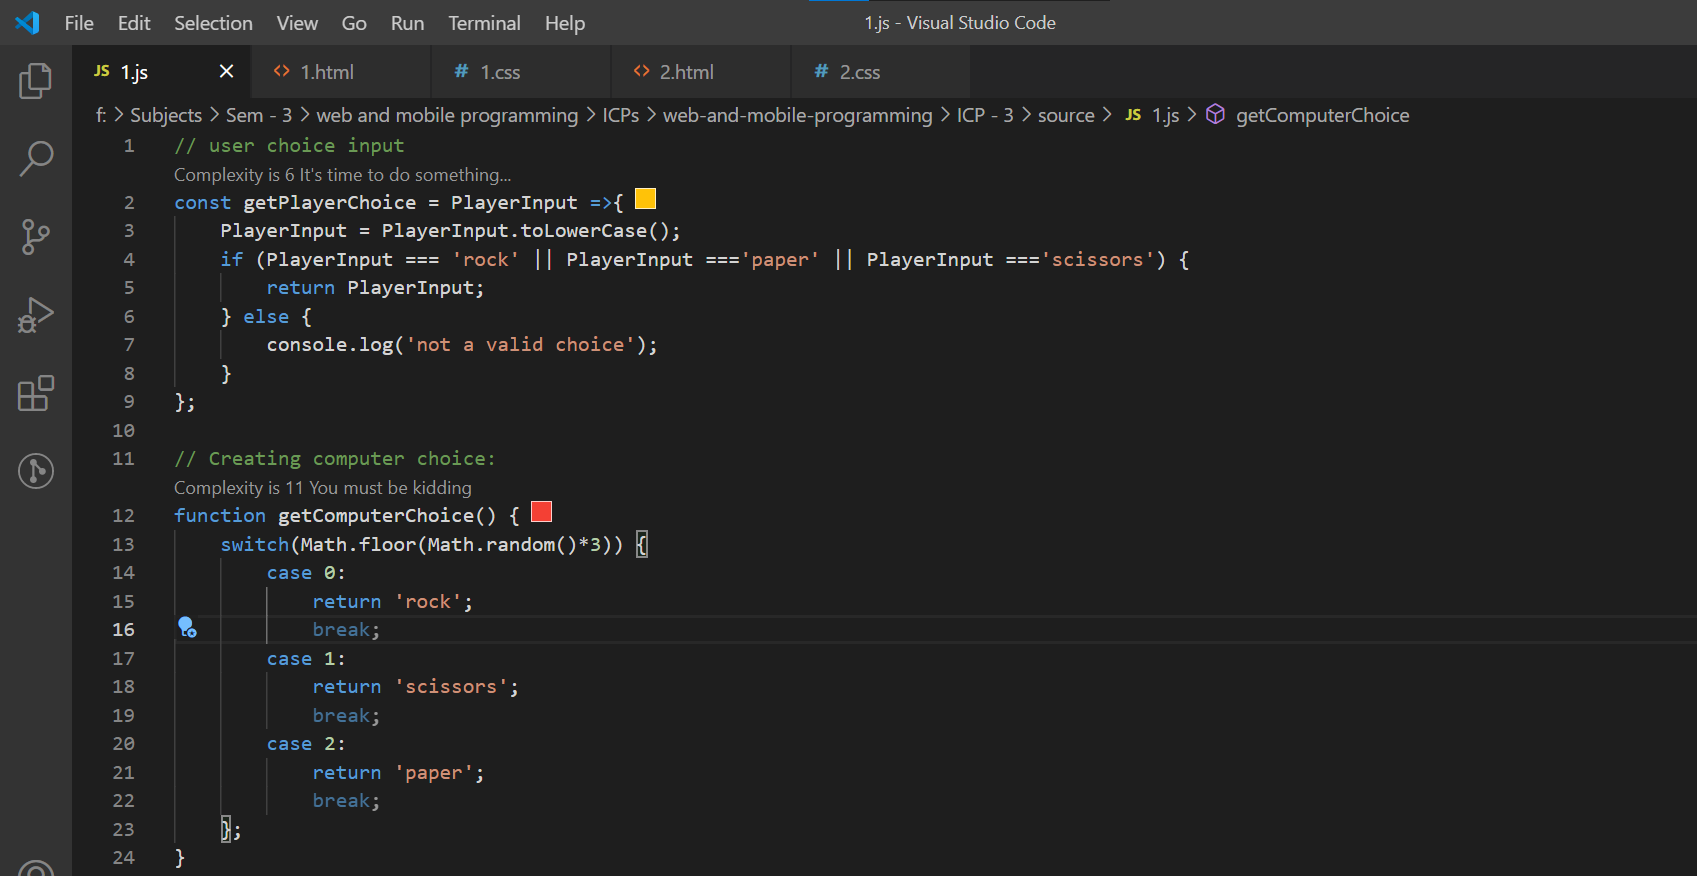 File Edit Selection View Go Run Terminal Help 1.js - Visual Studio Code
JS 1.js × <> 1.html # 1.css <> 2.html # 2.css
f: > Subjects > Sem - 3 > web and mobile programming > ICPs > web-and-mobile-programming > ICP - 3 > source > JS 1.js > getComputerChoice
1 // user choice input
Complexity is 6 It's time to do something...
2 const getPlayerChoice = PlayerInput =>{
3 PlayerInput = PlayerInput.toLowerCase();
4 if (PlayerInput === 'rock' || PlayerInput ==='paper' || PlayerInput ==='scissors') {
5 return PlayerInput;
6 } else {
7 console.log('not a valid choice');
8 }
9 };
10
11 // Creating computer choice:
Complexity is 11 You must be kidding
12 function getComputerChoice() {
13 switch(Math.floor(Math.random()*3)) {
14 case 0:
15 return 'rock';
16 break;
17 case 1:
18 return 'scissors';
19 break;
20 case 2:
21 return 'paper';
22 break;
23 };
24 }